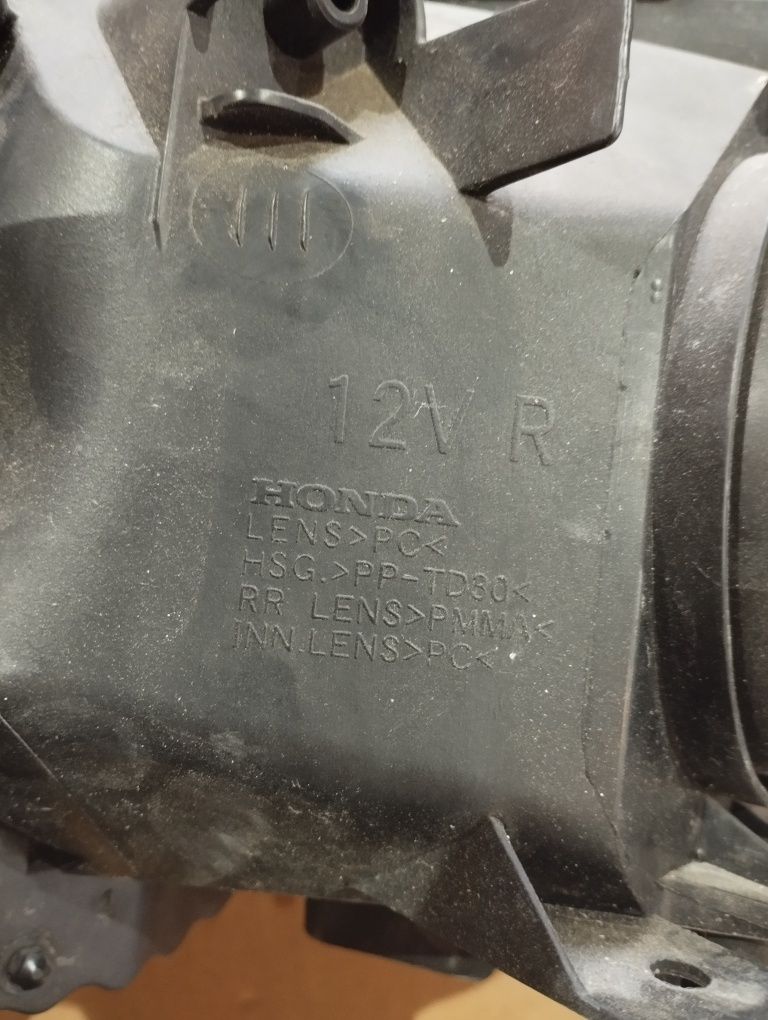 12V R
HONDA
LENS>PC<
HSG.>PP-TD30<
RR LENS>PMMA<
INN.LENS>PC<